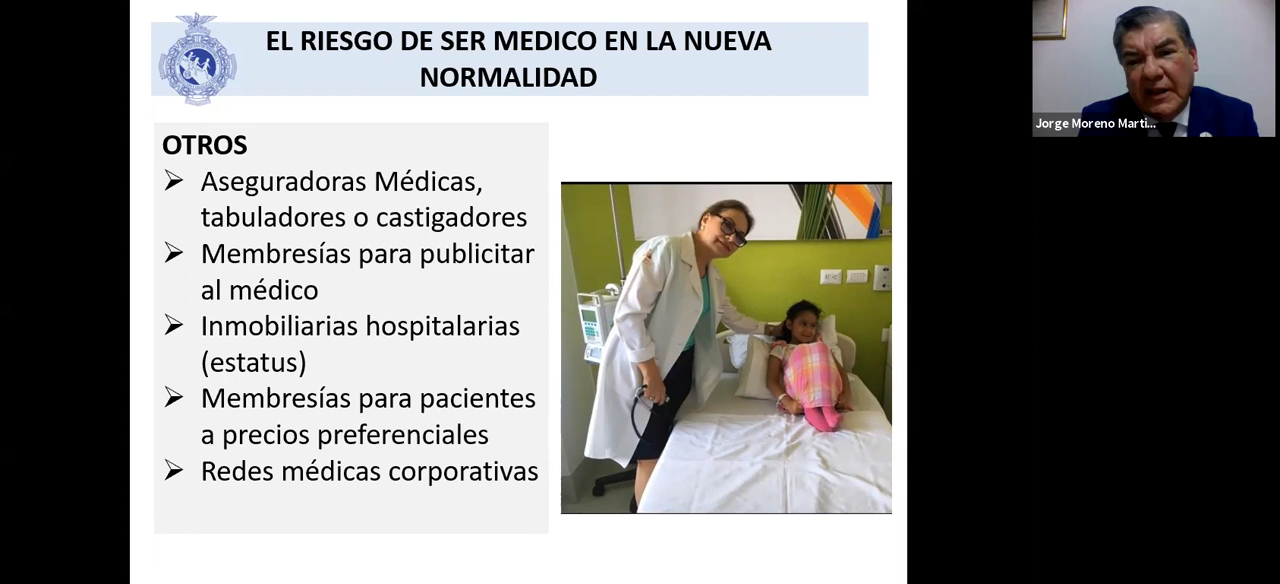 EL RIESGO DE SER MEDICO EN LA NUEVA
NORMALIDAD
OTROS
➢ Aseguradoras Médicas,
tabuladores o castigadores
➢ Membresías para publicitar
al médico
➢ Inmobiliarias hospitalarias
(estatus)
➢ Membresías para pacientes
a precios preferenciales
➢ Redes médicas corporativas
Jorge Moreno Marti...